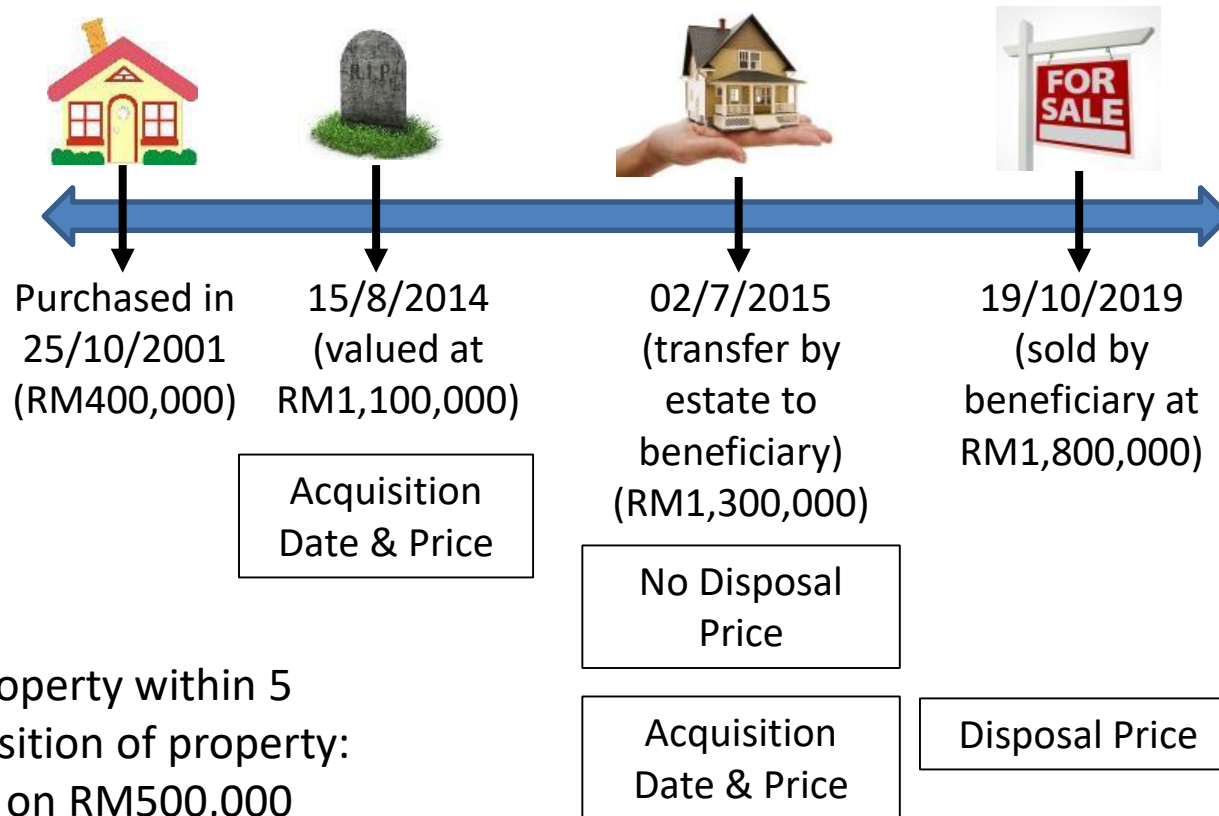 R.I.P.
FOR
SALE
Purchased in
25/10/2001
(RM400,000)
15/8/2014
(valued at
RM1,100,000)
Acquisition
Date & Price
02/7/2015
(transfer by
estate to
beneficiary)
(RM1,300,000)
No Disposal
Price
Acquisition
Date & Price
19/10/2019
(sold by
beneficiary at
RM1,800,000)
Disposal Price
operty within 5
sition of property:
on RM500,000